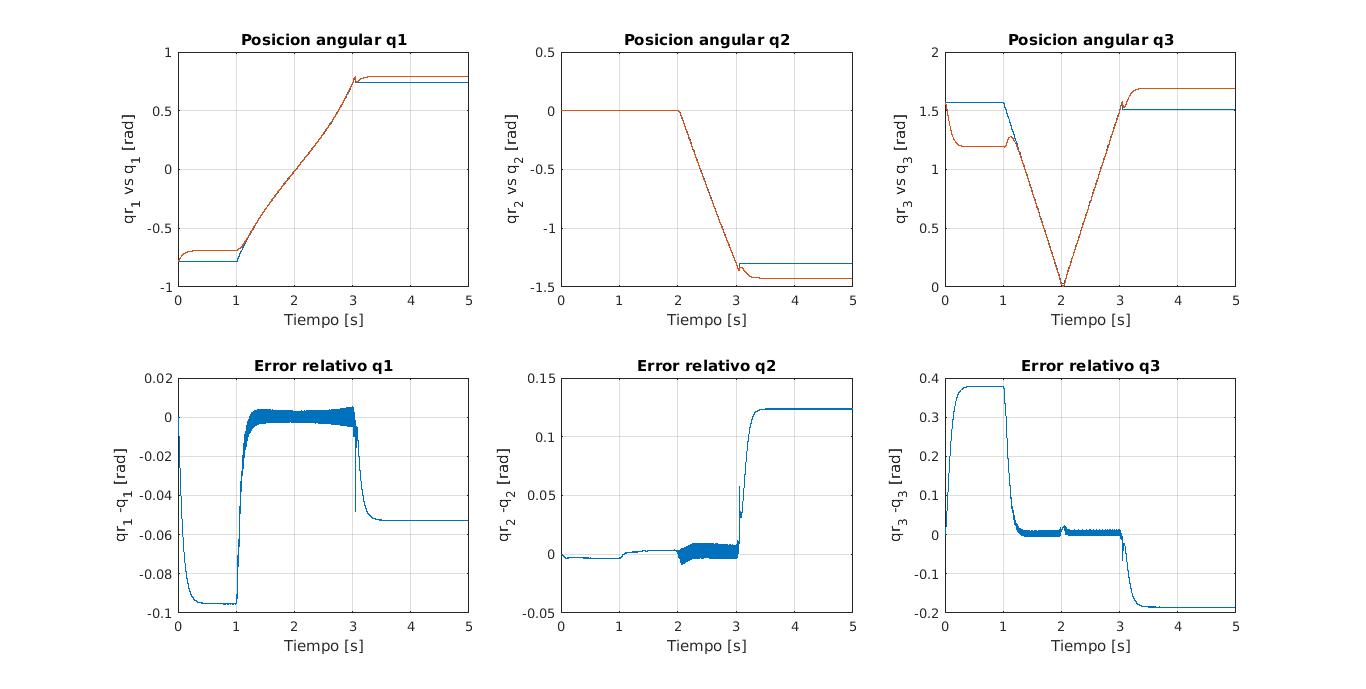 Posicion angular q1
Posicion angular q2
Posicion angular q3
1
0.5
0
-0.5
-1
qr1 vs q1 [rad]
0 1 2 3 4 5
Tiempo [s]
0.5
0
-0.5
-1
-1.5
qr2 vs q2 [rad]
0 1 2 3 4 5
Tiempo [s]
2
1.5
1
0.5
0
qr3 vs q3 [rad]
0 1 2 3 4 5
Tiempo [s]
Error relativo q1
Error relativo q2
Error relativo q3
0.02
0
-0.02
-0.04
-0.06
-0.08
-0.1
qr1 -q1 [rad]
0 1 2 3 4 5
Tiempo [s]
0.15
0.1
0.05
0
-0.05
qr2 -q2 [rad]
0 1 2 3 4 5
Tiempo [s]
0.4
0.3
0.2
0.1
0
-0.1
-0.2
qr3 -q3 [rad]
0 1 2 3 4 5
Tiempo [s]